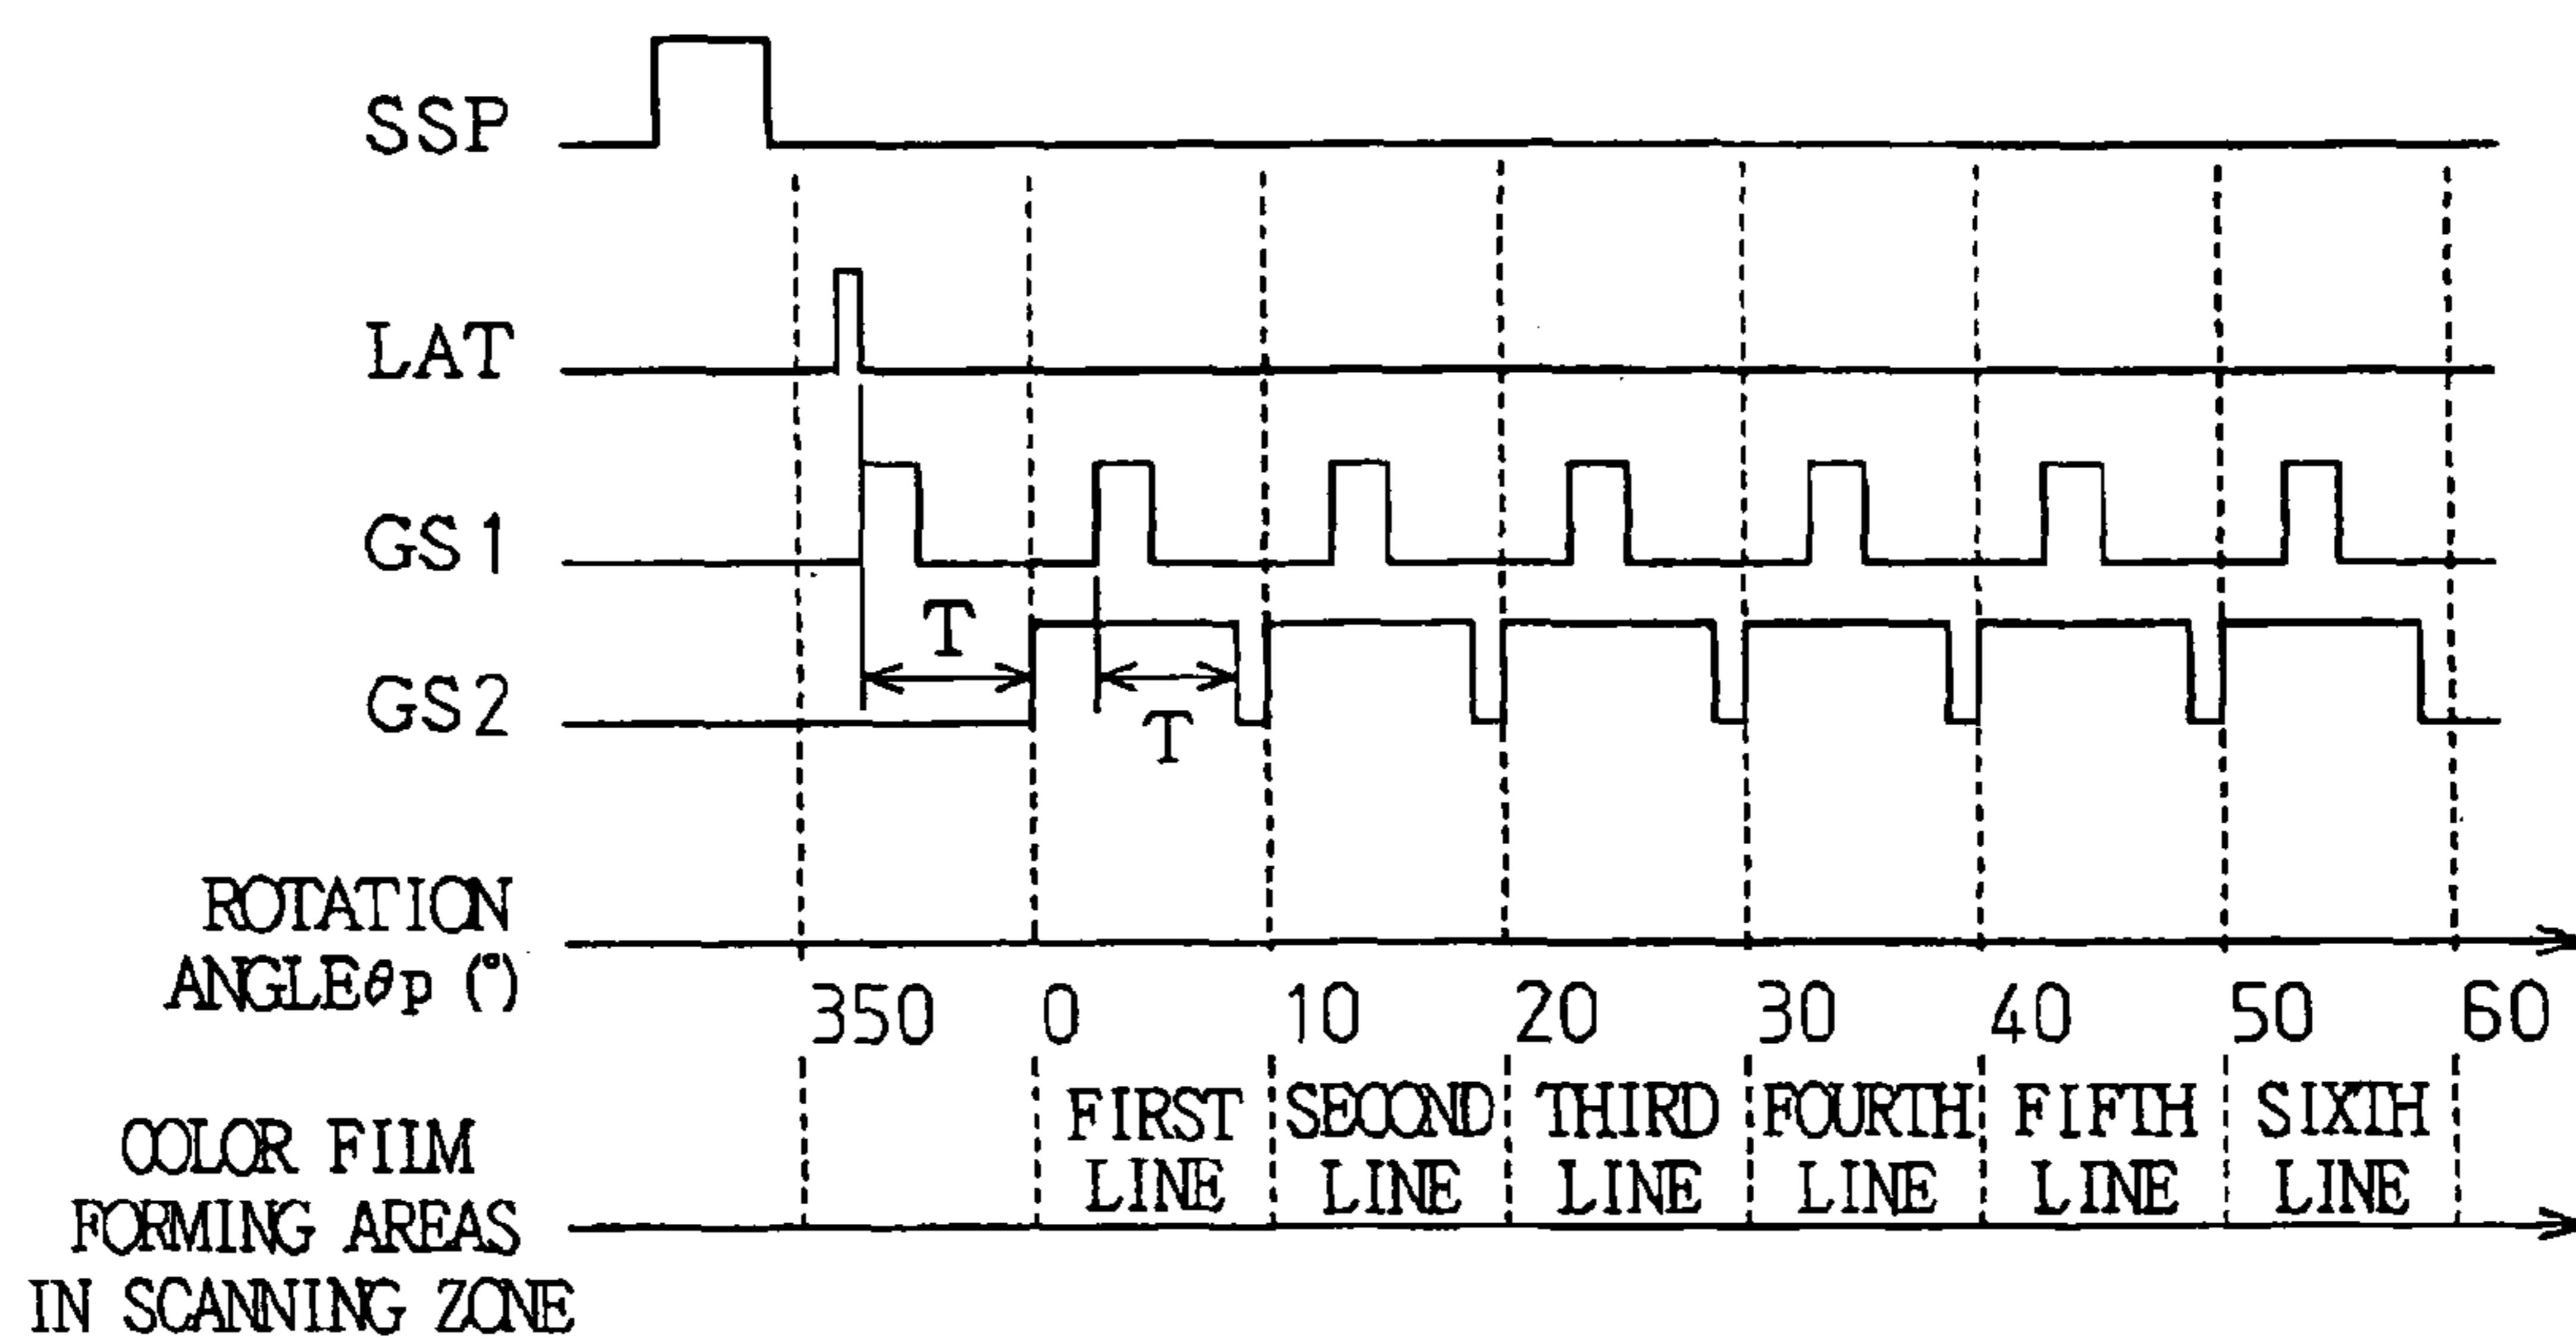 SSP
LAT
GS1
T
GS2
T
ROTATION
ANGLEθp (°)
350 0 10 20 30 40 50 60
COLOR FILM
FORMING AREAS
IN SCANNING ZONE
FIRST
LINE
SECOND
LINE
THIRD
LINE
FOURTH
LINE
FIFTH
LINE
SIXTH
LINE